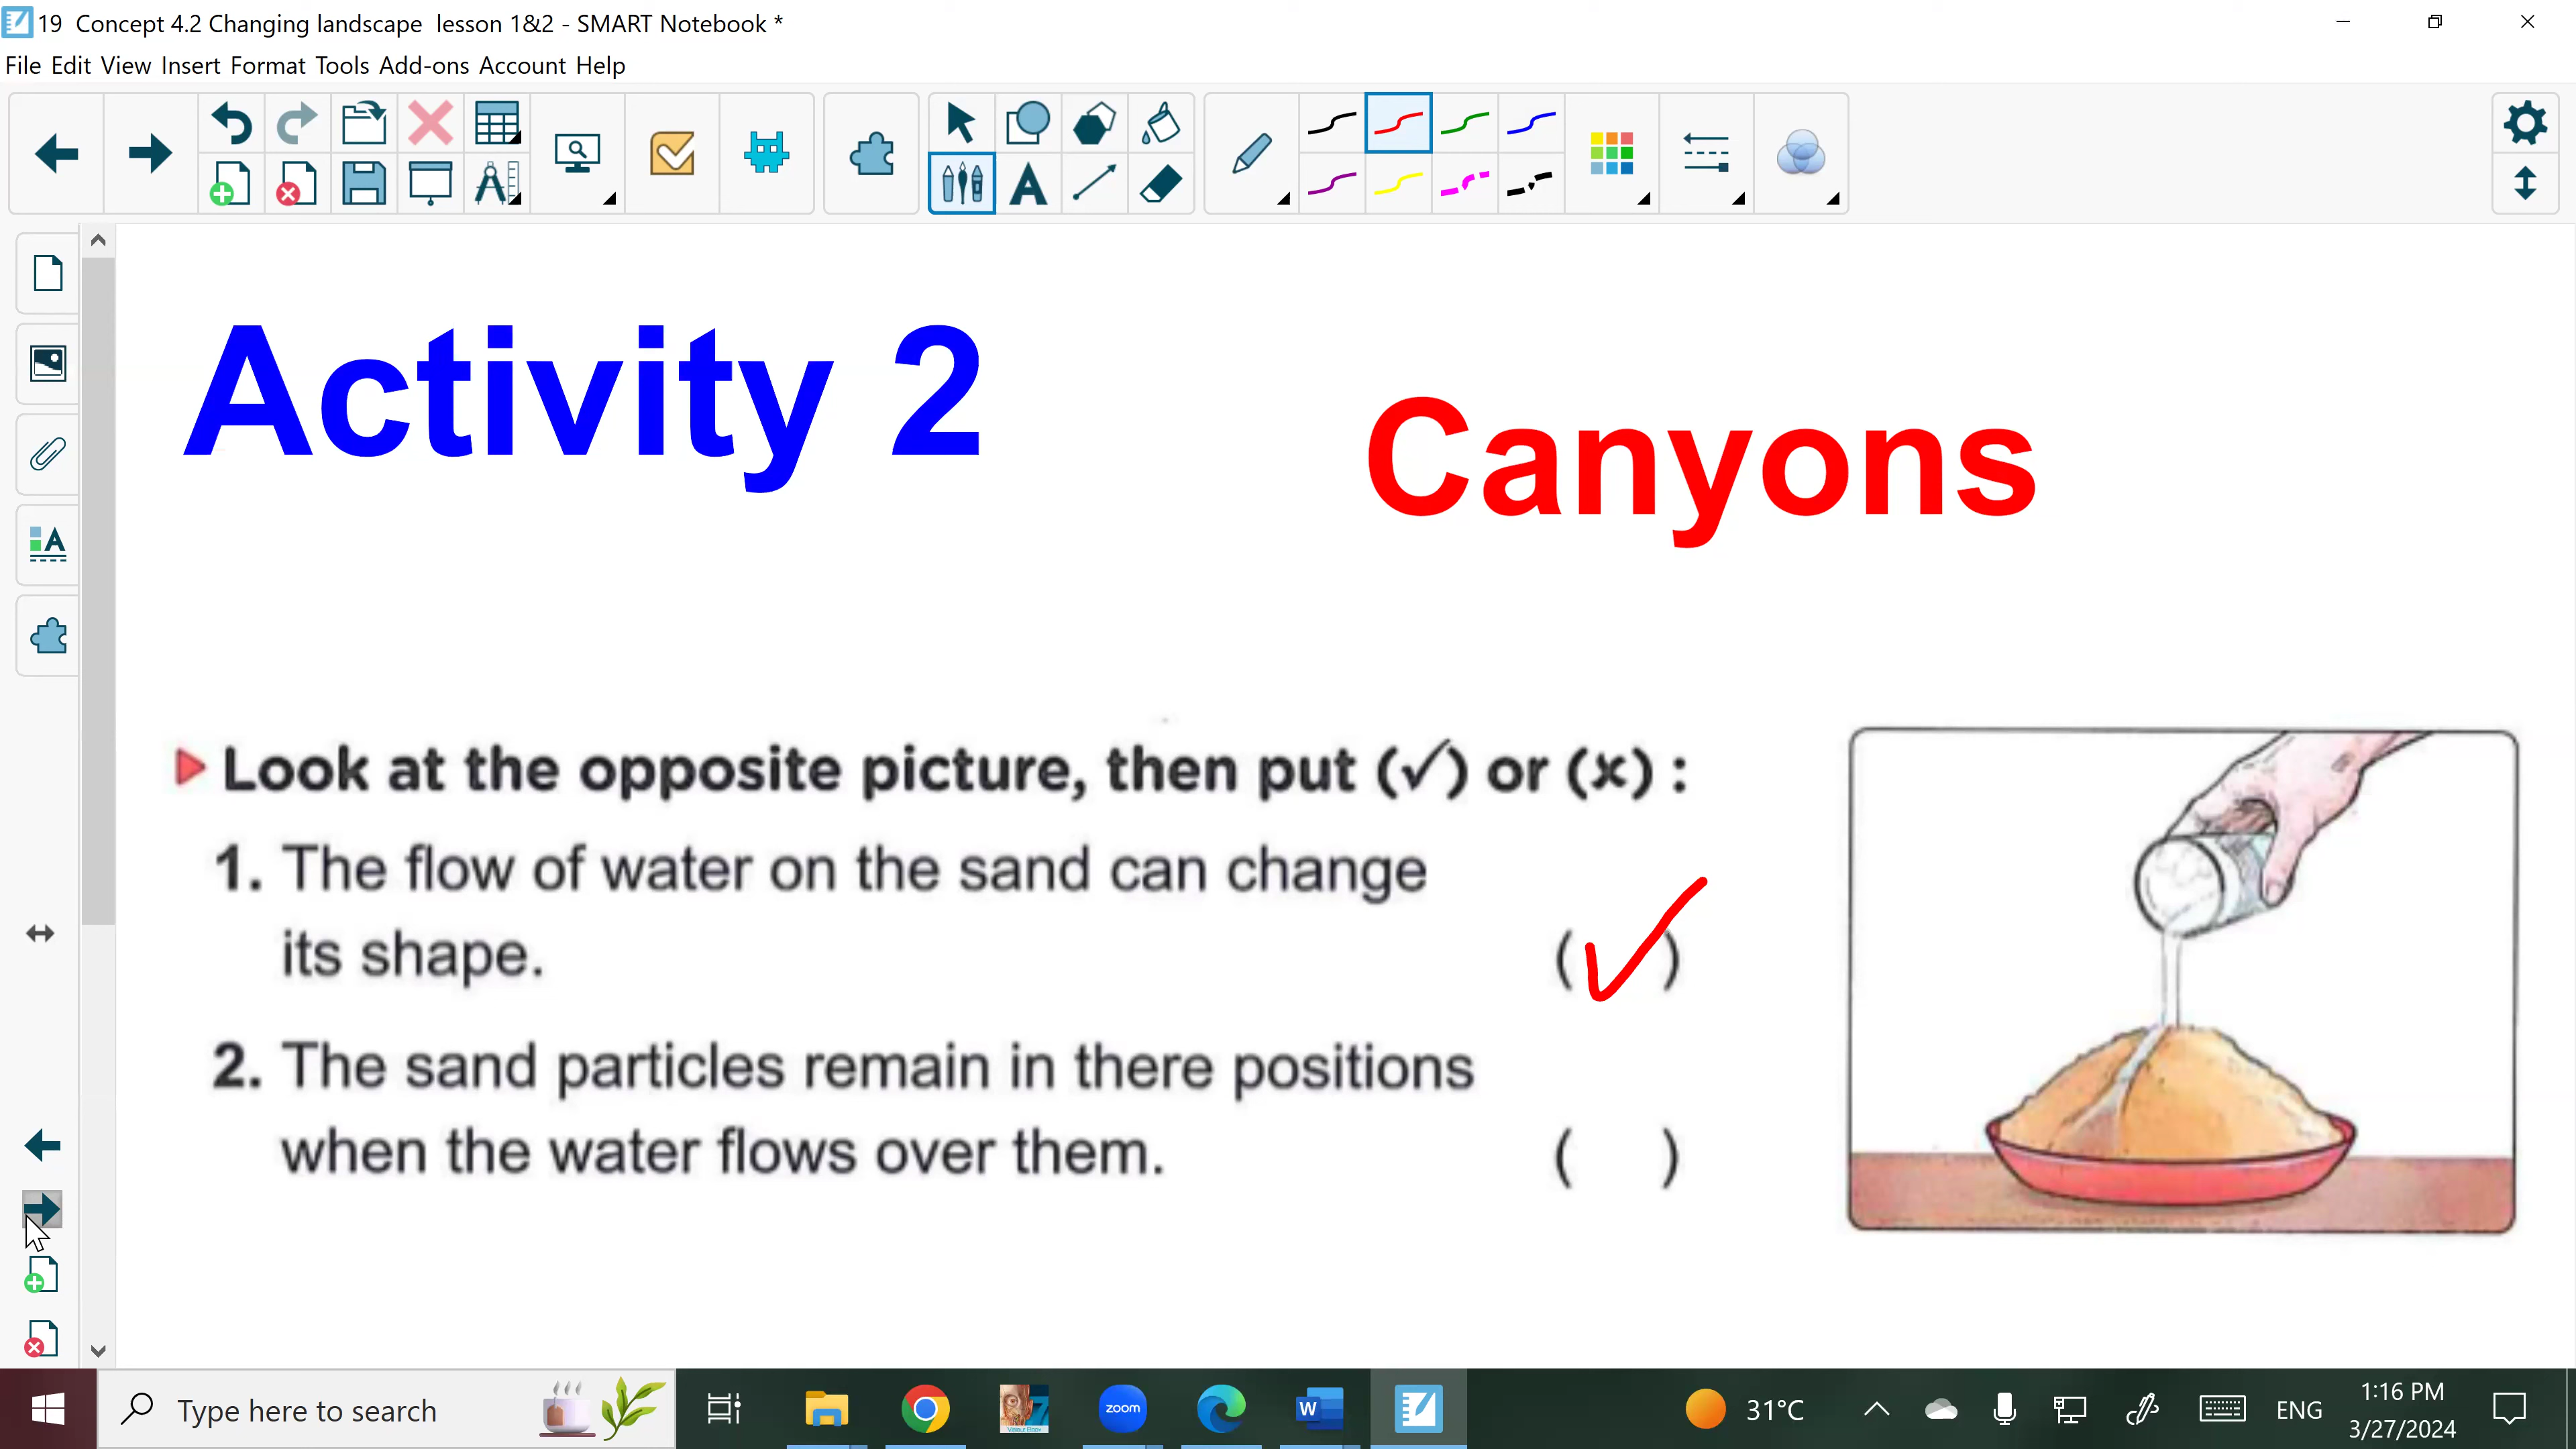 19 Concept 4.2 Changing landscape lesson 1&2 - SMART Notebook *
File Edit View Insert Format Tools Add-ons Account Help
Activity 2
Canyons
Look at the opposite picture, then put (✓) or (x) :
1. The flow of water on the sand can change
its shape. (✓)
2. The sand particles remain in there positions
when the water flows over them. ( )
Type here to search
zoom
W
7
31°C
ENG
1:16 PM
3/27/2024